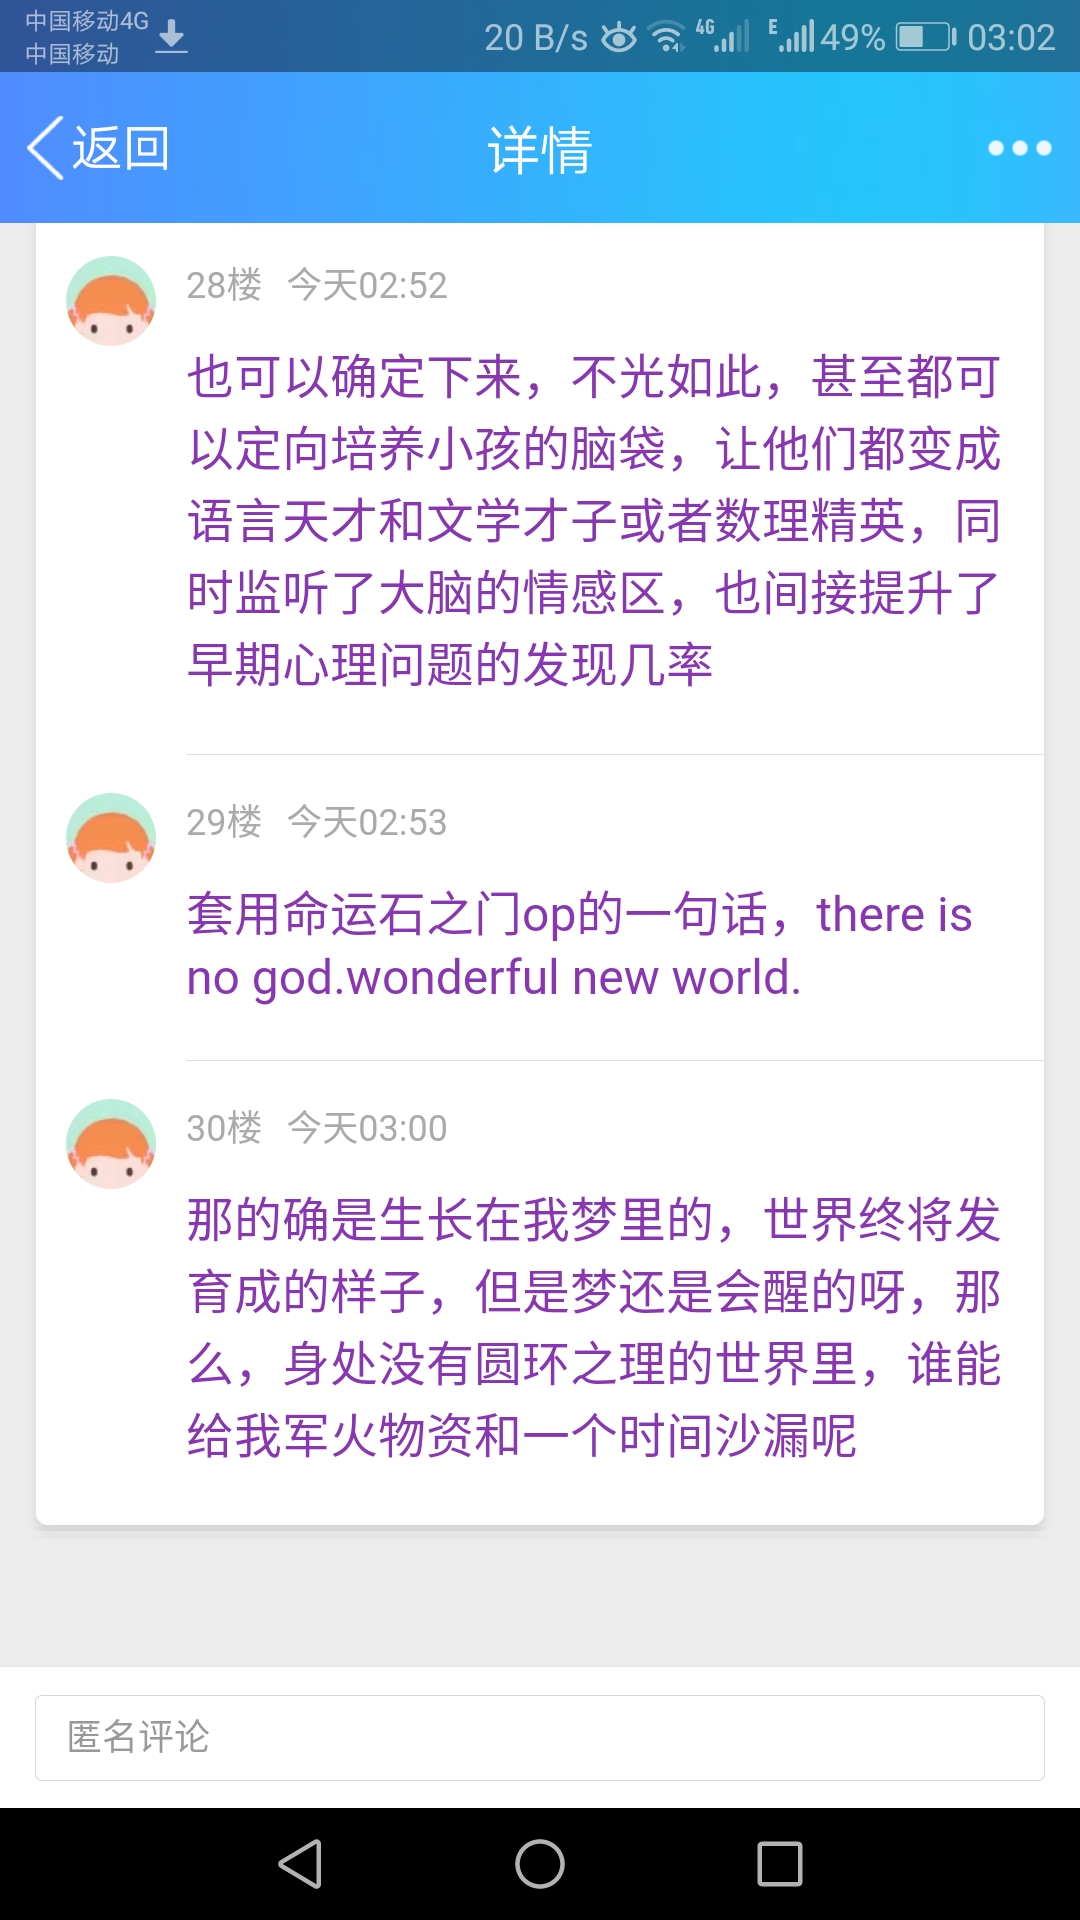 中国移动4G
中国移动
20 B/s 4G E 49% 03:02
返回 详情
28楼 今天02:52
也可以确定下来，不光如此，甚至都可
以定向培养小孩的脑袋，让他们都变成
语言天才和文学才子或者数理精英，同
时监听了大脑的情感区，也间接提升了
早期心理问题的发现几率
29楼 今天02:53
套用命运石之门op的一句话，there is
no god.wonderful new world.
30楼 今天03:00
那的确是生长在我梦里的，世界终将发
育成的样子，但是梦还是会醒的呀，那
么，身处没有圆环之理的世界里，谁能
给我军火物资和一个时间沙漏呢
匿名评论